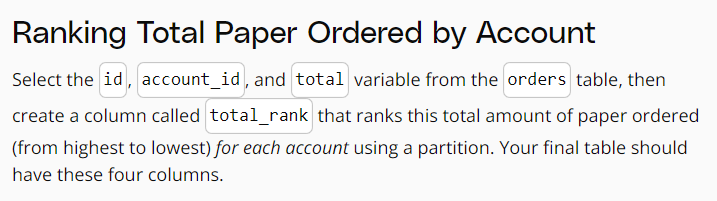 Ranking Total Paper Ordered by Account
Select the id, account_id, and total variable from the orders table, then
create a column called total_rank that ranks this total amount of paper ordered
(from highest to lowest) for each account using a partition. Your final table should
have these four columns.